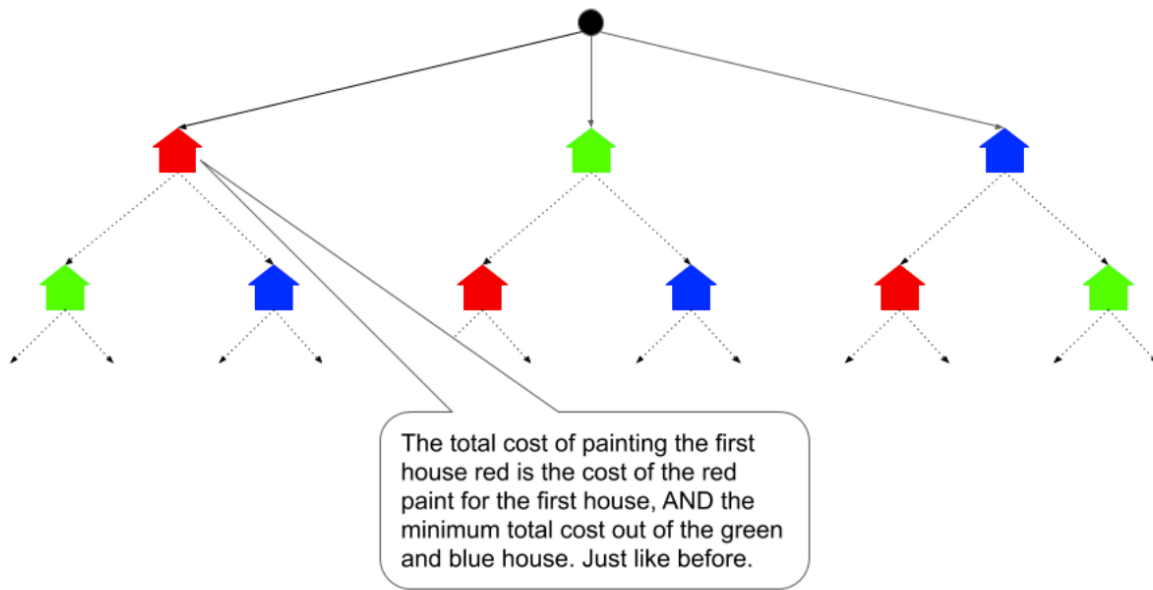 The total cost of painting the first
house red is the cost of the red
paint for the first house, AND the
minimum total cost out of the green
and blue house. Just like before.